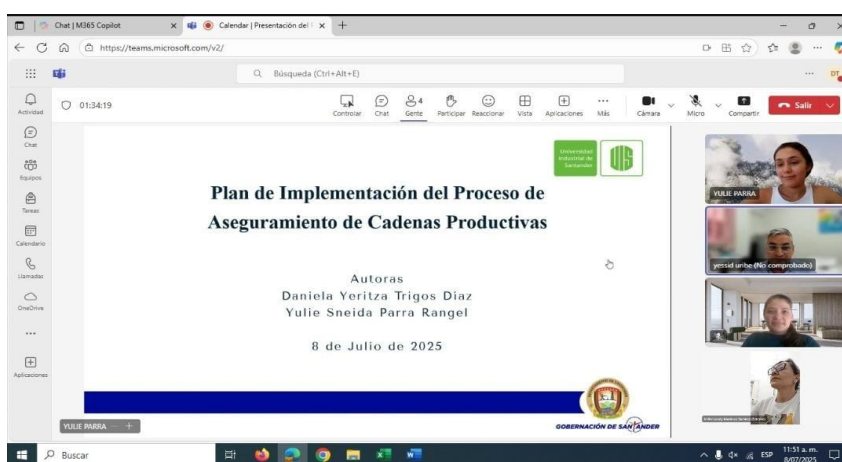 Chat | M365 Copilot
Calendar | Presentación del
https://teams.microsoft.com/v2/
Búsqueda (Ctrl+Alt+E)
DT
01:34:19
4
Controlar
Chat
Gente
Participar
Reaccionar
Vista
Aplicaciones
Más
Cámara
Micro
Compartir
Salir
Actividad
Chat
Equipos
Tareas
Calendario
Llamadas
OneDrive
Aplicaciones
Universidad
Industrial de
Santander
UIS
Plan de Implementación del Proceso de
Aseguramiento de Cadenas Productivas
Autoras
Daniela Yeritza Trigos Diaz
Yulie Sneida Parra Rangel
8 de Julio de 2025
GOBERNACIÓN DE SANTANDER
YULIE PARRA
YULIE PARRA
yessid uribe (No comprobado)
Buscar
ESP
11:51 a. m.
8/07/2025